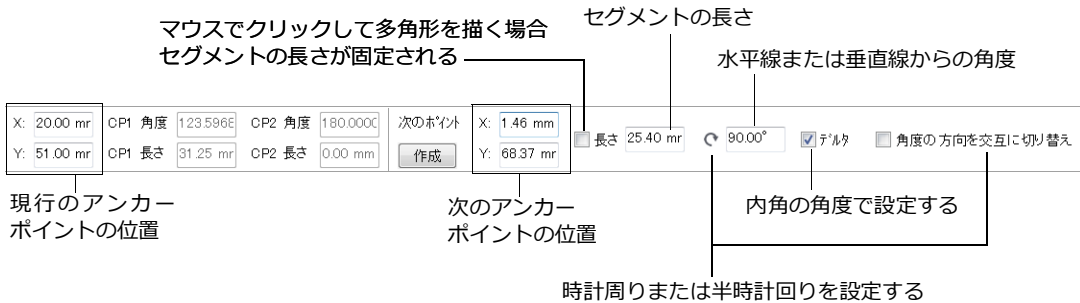 セグメントの長さ
マウスでクリックして多角形を描く場合
セグメントの長さが固定される
水平線または垂直線からの角度
X: 20.00 mr CP1 角度 123.5968 CP2 角度 180.0000 次のポイント X: 1.46 mm 長さ 25.40 mr 90.00° デルタ 角度の方向を交互に切り替え
Y: 51.00 mr CP1 長さ 31.25 mr CP2 長さ 0.00 mm 作成 Y: 68.37 mr
現行のアンカー
ポイントの位置
次のアンカー
ポイントの位置
内角の角度で設定する
時計周りまたは半時計回りを設定する